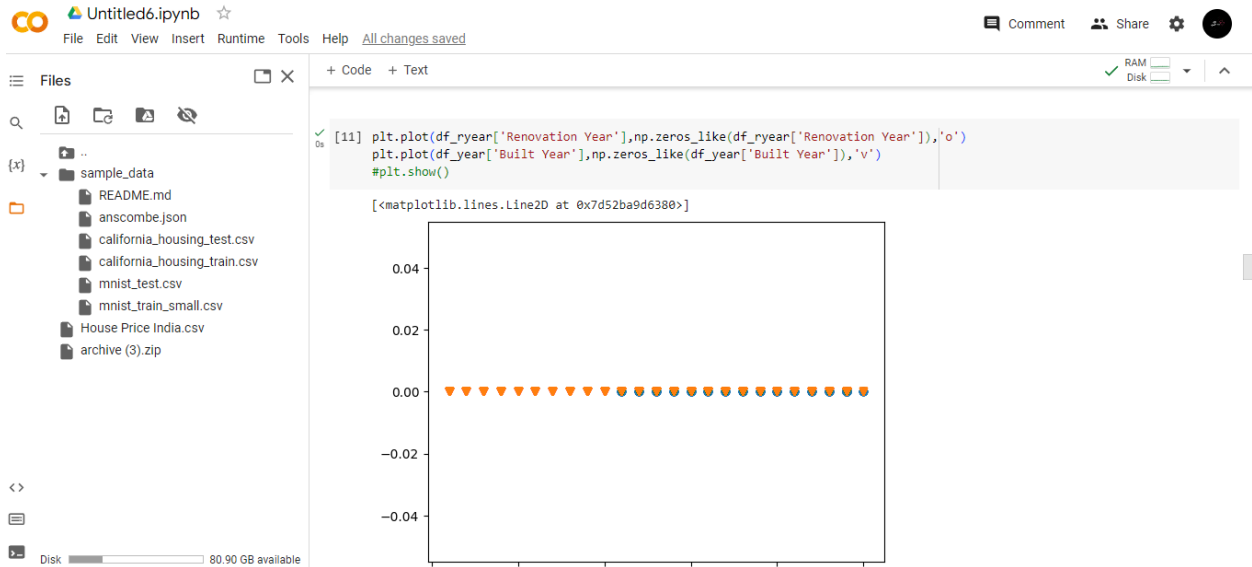 CO
Untitled6.ipynb
File Edit View Insert Runtime Tools Help All changes saved
Comment Share
Files
+ Code + Text
RAM
Disk
..
sample_data
README.md
anscombe.json
california_housing_test.csv
california_housing_train.csv
mnist_test.csv
mnist_train_small.csv
House Price India.csv
archive (3).zip
{x}
<>
Disk 80.90 GB available
0s
[11] plt.plot(df_ryear['Renovation Year'],np.zeros_like(df_ryear['Renovation Year']),'o')
plt.plot(df_year['Built Year'],np.zeros_like(df_year['Built Year']),'v')
#plt.show()
[<matplotlib.lines.Line2D at 0x7d52ba9d6380>]
0.04
0.02
0.00
−0.02
−0.04